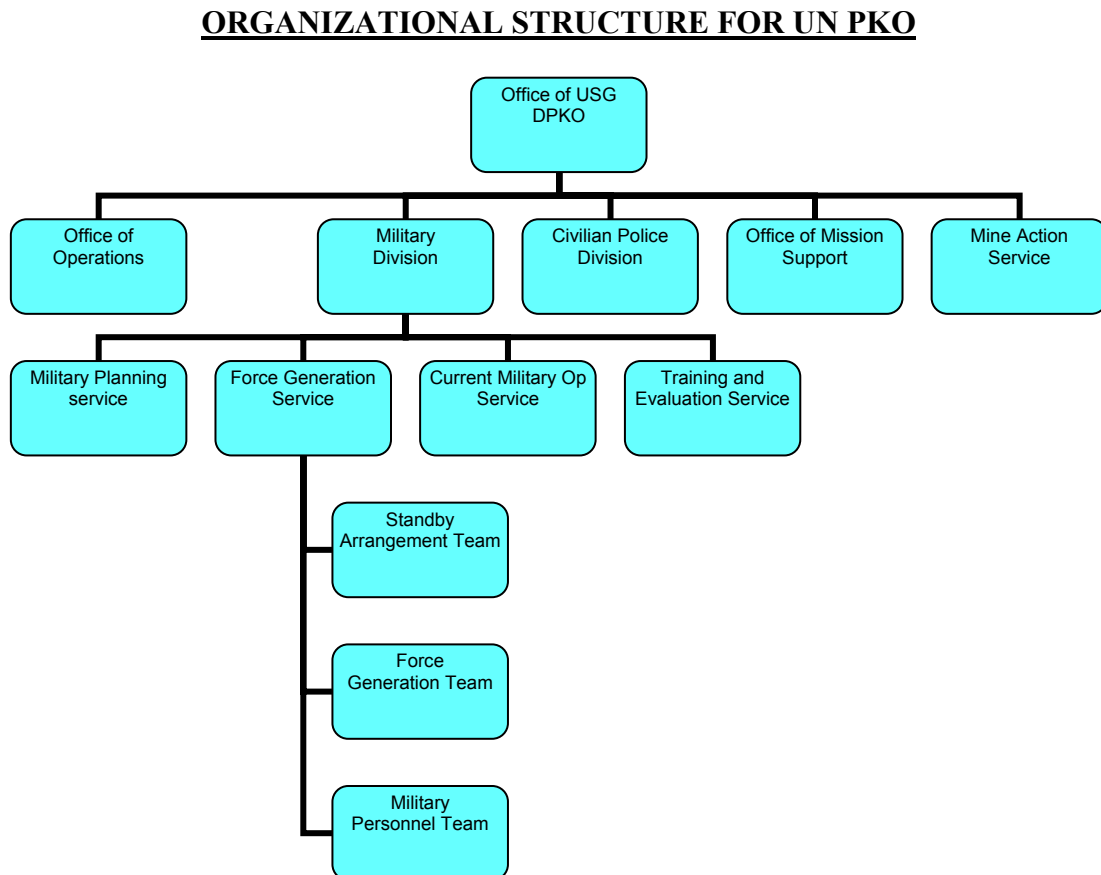 ORGANIZATIONAL STRUCTURE FOR UN PKO
Office of USG
DPKO
Office of
Operations
Military
Division
Civilian Police
Division
Office of Mission
Support
Mine Action
Service
Military Planning
service
Force Generation
Service
Current Military Op
Service
Training and
Evaluation Service
Standby
Arrangement Team
Force
Generation Team
Military
Personnel Team